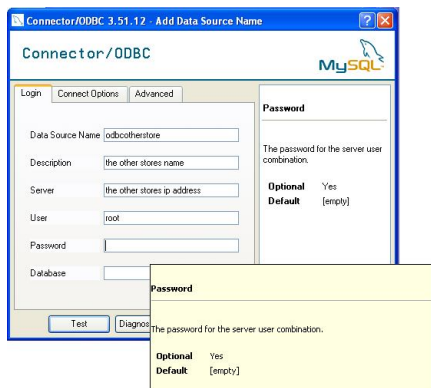 Connector/ODBC 3.51.12 - Add Data Source Name
Connector/ODBC
MySQL
Login Connect Options Advanced
Data Source Name odbcotherstore
Description the other stores name
Server the other stores ip address
User root
Password
Database
Test Diagnos
Password
The password for the server user
combination.
Optional Yes
Default [empty]
Password
The password for the server user combination.
Optional Yes
Default [empty]